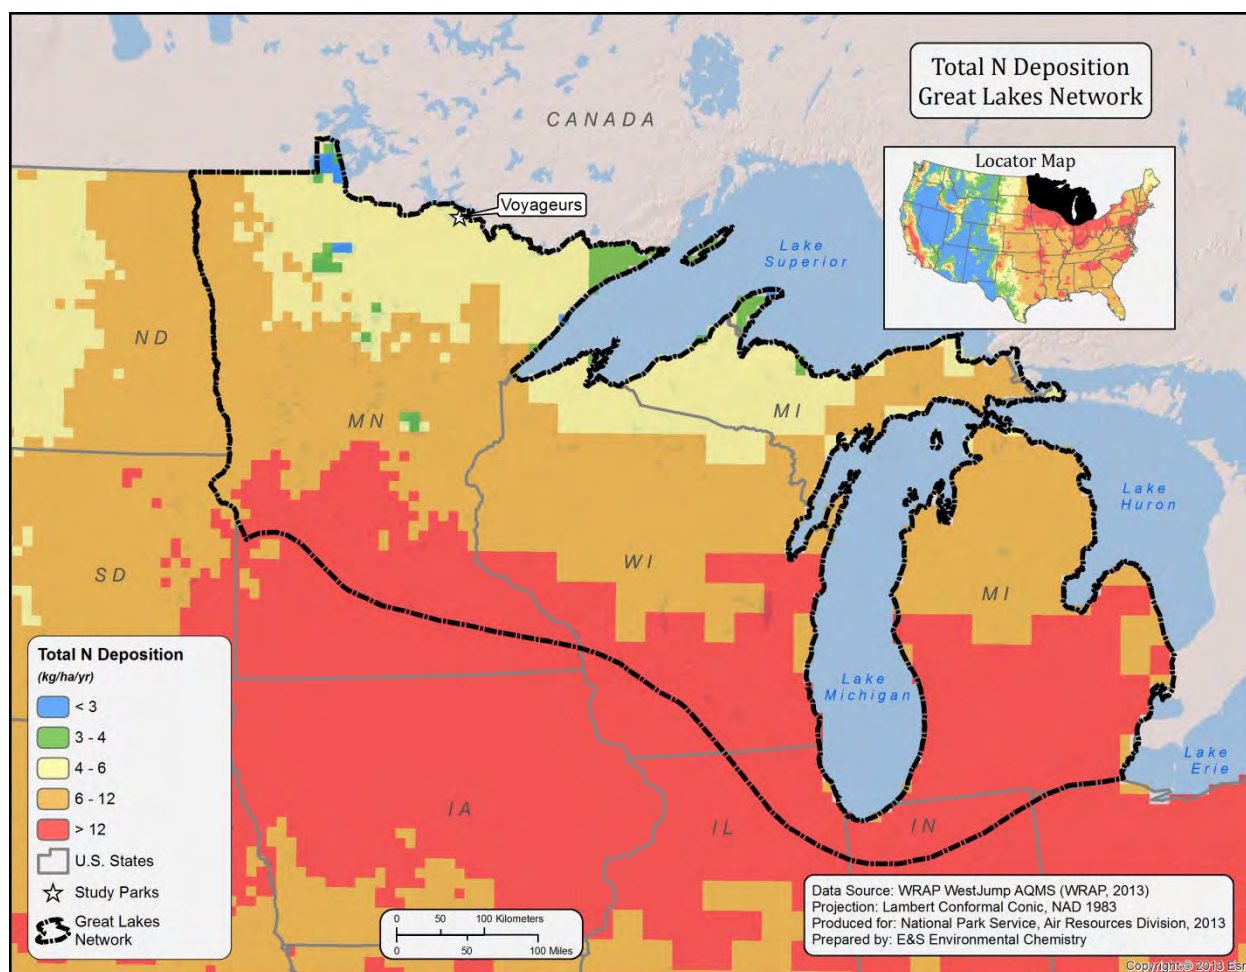 Total N Deposition
Great Lakes Network
CANADA
Locator Map
Voyageurs
Lake
Superior
ND
MN
MI
Lake
Huron
SD
WI
MI
Total N Deposition
(kg/ha/yr)
< 3
3 - 4
4 - 6
6 - 12
> 12
U.S. States
Study Parks
Great Lakes
Network
Lake
Michigan
Lake
Erie
IA
IL
IN
0 50 100 Kilometers
0 50 100 Miles
Data Source: WRAP WestJump AQMS (WRAP, 2013)
Projection: Lambert Conformal Conic, NAD 1983
Produced for: National Park Service, Air Resources Division, 2013
Prepared by: E&S Environmental Chemistry
Copyright:© 2013 Esri